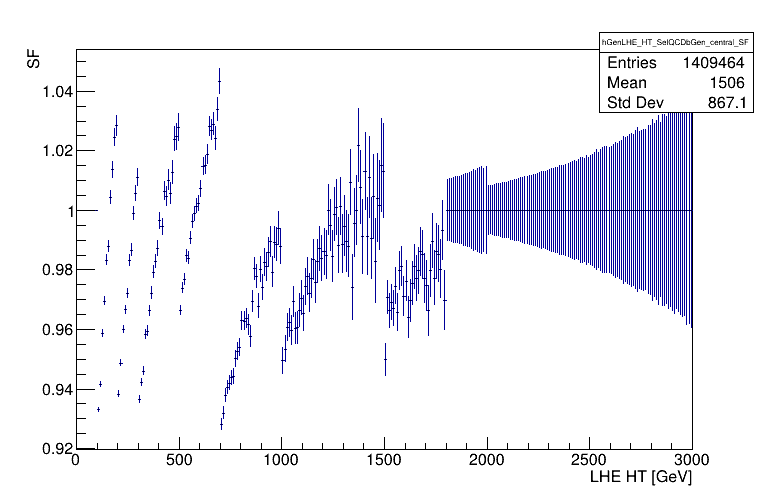 hGenLHE_HT_SelQCDbGen_central_SF
Entries 1409464
Mean 1506
Std Dev 867.1
SF
1.04
1.02
1
0.98
0.96
0.94
0.92
0 500 1000 1500 2000 2500 3000
LHE HT [GeV]